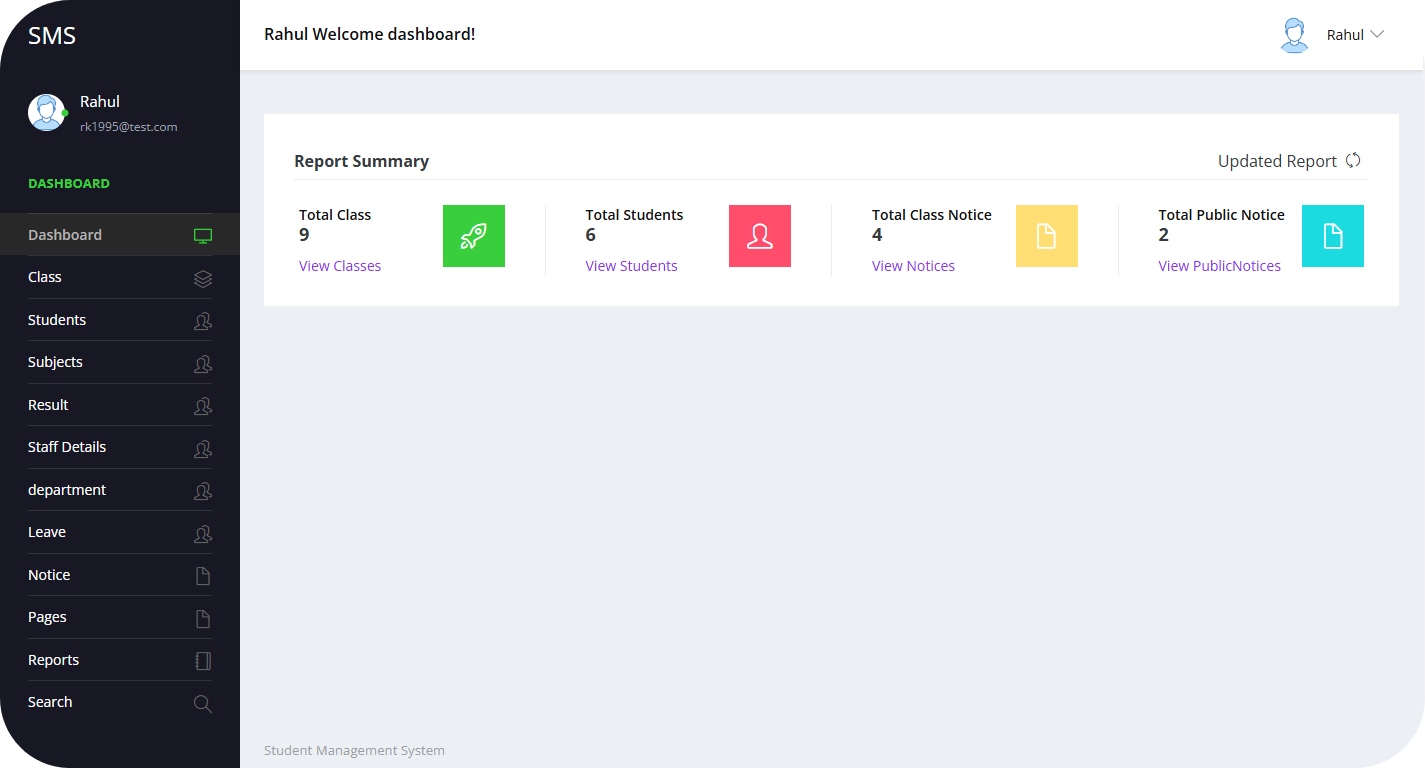 SMS
Rahul
rk1995@test.com
DASHBOARD
Dashboard
Class
Students
Subjects
Result
Staff Details
department
Leave
Notice
Pages
Reports
Search
Rahul Welcome dashboard!
Rahul
Report Summary
Updated Report
Total Class
9
View Classes
Total Students
6
View Students
Total Class Notice
4
View Notices
Total Public Notice
2
View PublicNotices
Student Management System